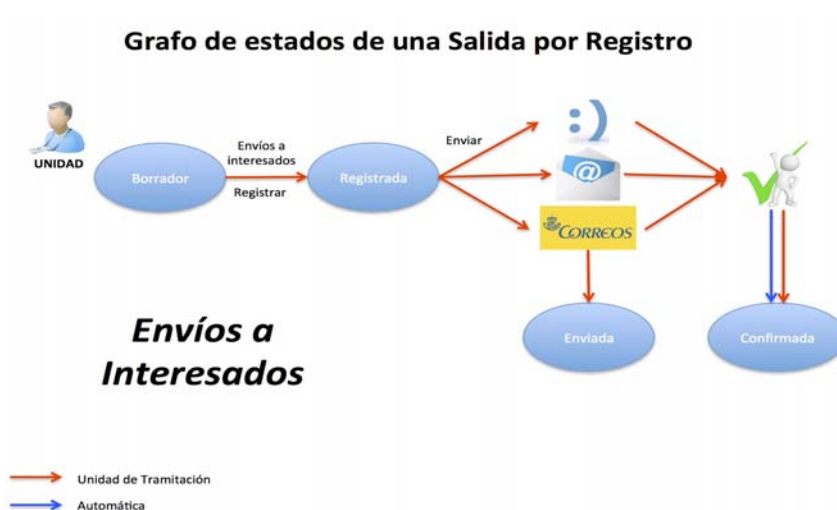 Grafo de estados de una Salida por Registro
UNIDAD
Borrador
Envíos a
interesados
Registrar
Registrada
Enviar
:)
@
CORREOS
Enviada
Confirmada
Envíos a
Interesados
Unidad de Tramitación
Automática